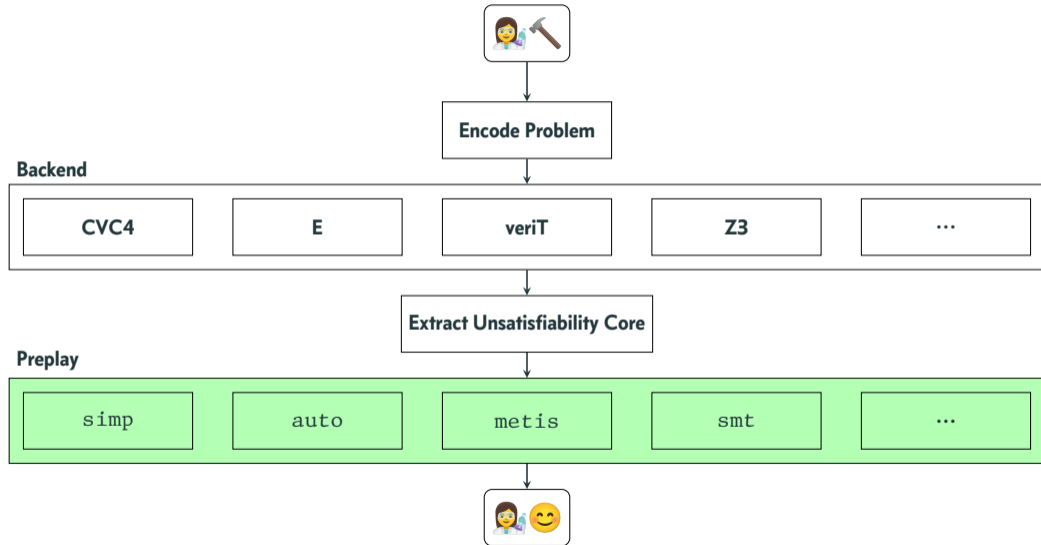 Encode Problem
Backend
CVC4 E veriT Z3 ...
Extract Unsatisfiability Core
Preplay
simp auto metis smt ...